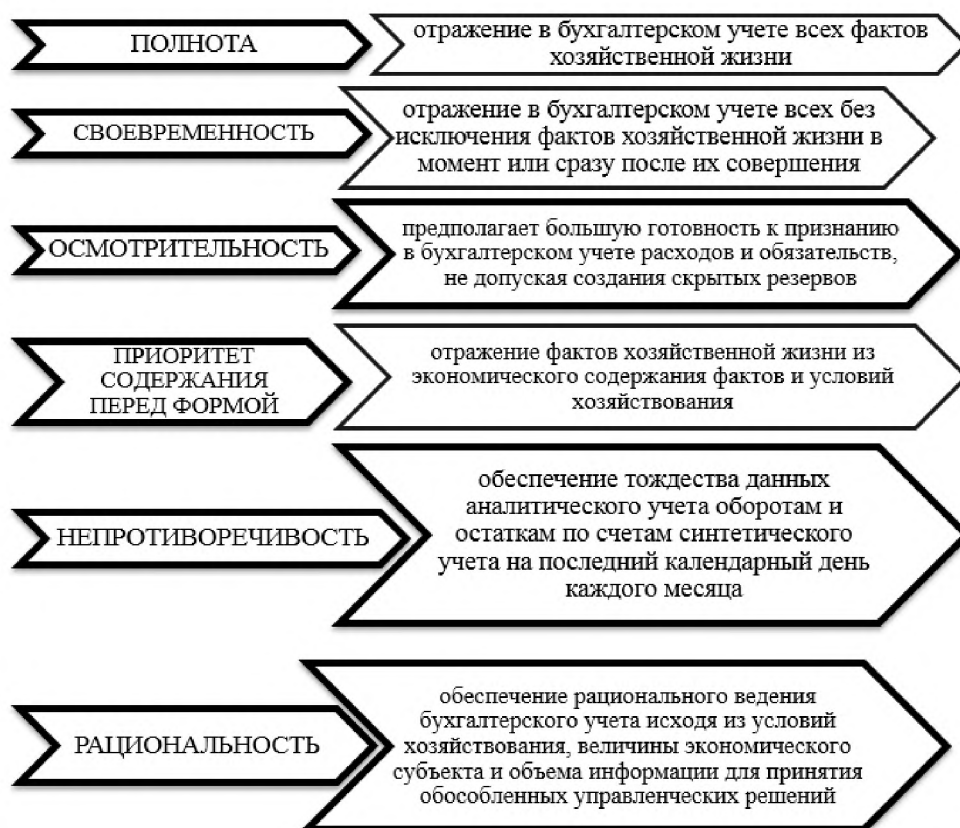 ПОЛНОТА
отражение в бухгалтерском учете всех фактов
хозяйственной жизни
СВОЕВРЕМЕННОСТЬ
отражение в бухгалтерском учете всех без
исключения фактов хозяйственной жизни в
момент или сразу после их совершения
ОСМОТРИТЕЛЬНОСТЬ
предполагает большую готовность к признанию
в бухгалтерском учете расходов и обязательств,
не допуская создания скрытых резервов
ПРИОРИТЕТ
СОДЕРЖАНИЯ
ПЕРЕД ФОРМОЙ
отражение фактов хозяйственной жизни из
экономического содержания фактов и условий
хозяйствования
НЕПРОТИВОРЕЧИВОСТЬ
обеспечение тождества данных
аналитического учета оборотам и
остаткам по счетам синтетического
учета на последний календарный день
каждого месяца
РАЦИОНАЛЬНОСТЬ
обеспечение рационального ведения
бухгалтерского учета исходя из условий
хозяйствования, величины экономического
субъекта и объема информации для принятия
обособленных управленческих решений